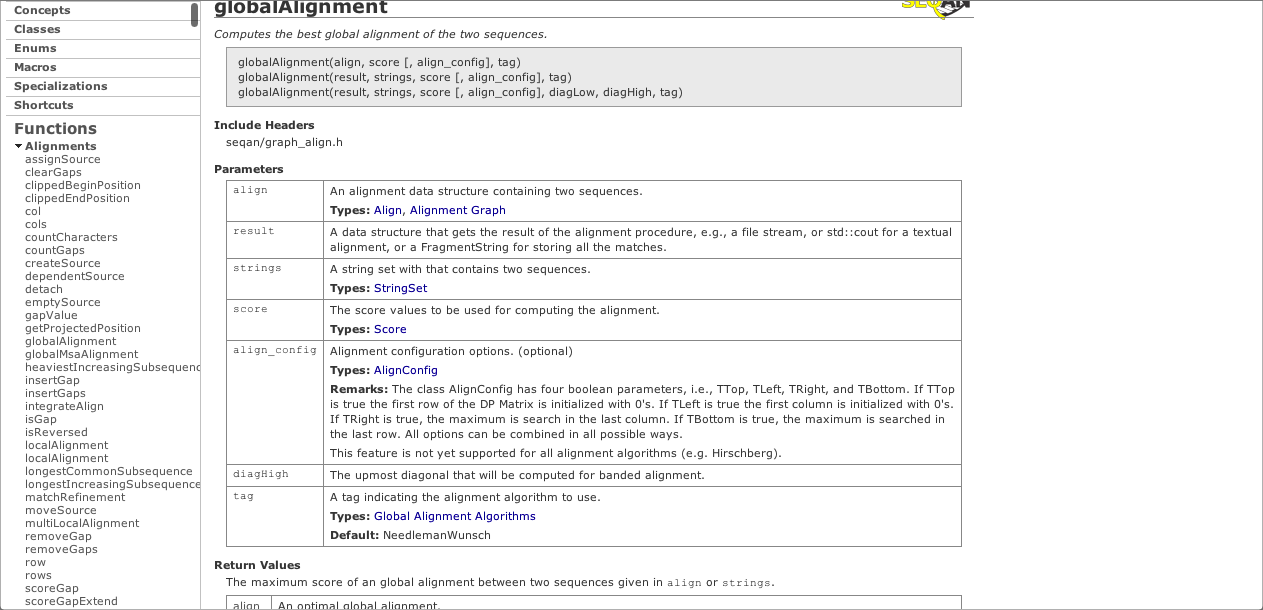 Concepts
Classes
Enums
Macros
Specializations
Shortcuts
Functions
Alignments
assignSource
clearGaps
clippedBeginPosition
clippedEndPosition
col
cols
countCharacters
countGaps
createSource
dependentSource
detach
emptySource
gapValue
getProjectedPosition
globalAlignment
globalMsaAlignment
heaviestIncreasingSubsequenc
insertGap
insertGaps
integrateAlign
isGap
isReversed
localAlignment
localAlignment
longestCommonSubsequence
longestIncreasingSubsequence
matchRefinement
moveSource
multiLocalAlignment
removeGap
removeGaps
row
rows
scoreGap
scoreGapExtend
globalAlignment
SEQAN
Computes the best global alignment of the two sequences.
globalAlignment(align, score [, align_config], tag)
globalAlignment(result, strings, score [, align_config], tag)
globalAlignment(result, strings, score [, align_config], diagLow, diagHigh, tag)
Include Headers
seqan/graph_align.h
Parameters
align
An alignment data structure containing two sequences.
Types: Align, Alignment Graph
result
A data structure that gets the result of the alignment procedure, e.g., a file stream, or std::cout for a textual
alignment, or a FragmentString for storing all the matches.
strings
A string set with that contains two sequences.
Types: StringSet
score
The score values to be used for computing the alignment.
Types: Score
align_config
Alignment configuration options. (optional)
Types: AlignConfig
Remarks: The class AlignConfig has four boolean parameters, i.e., TTop, TLeft, TRight, and TBottom. If TTop
is true the first row of the DP Matrix is initialized with 0's. If TLeft is true the first column is initialized with 0's.
If TRight is true, the maximum is search in the last column. If TBottom is true, the maximum is searched in
the last row. All options can be combined in all possible ways.
This feature is not yet supported for all alignment algorithms (e.g. Hirschberg).
diagHigh
The upmost diagonal that will be computed for banded alignment.
tag
A tag indicating the alignment algorithm to use.
Types: Global Alignment Algorithms
Default: NeedlemanWunsch
Return Values
The maximum score of an global alignment between two sequences given in align or strings.
align
An optimal global alignment.